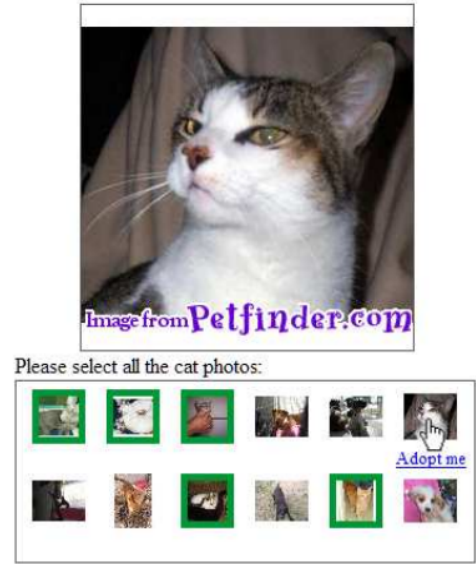 Image from Petfinder.com
Please select all the cat photos:
Adopt me